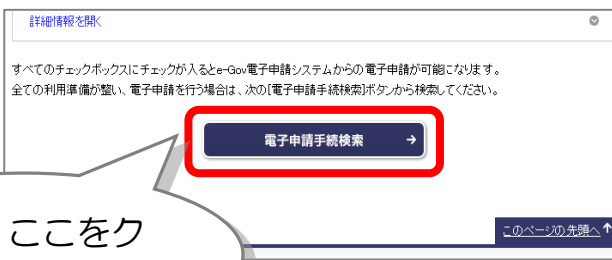 詳細情報を開く
すべてのチェックボックスにチェックが入るとe-Gov電子申請システムからの電子申請が可能になります。
全ての利用準備が整い、電子申請を行う場合は、次の[電子申請手続検索]ボタンから検索してください。
電子申請手続検索 →
ここをク
このページの先頭へ↑